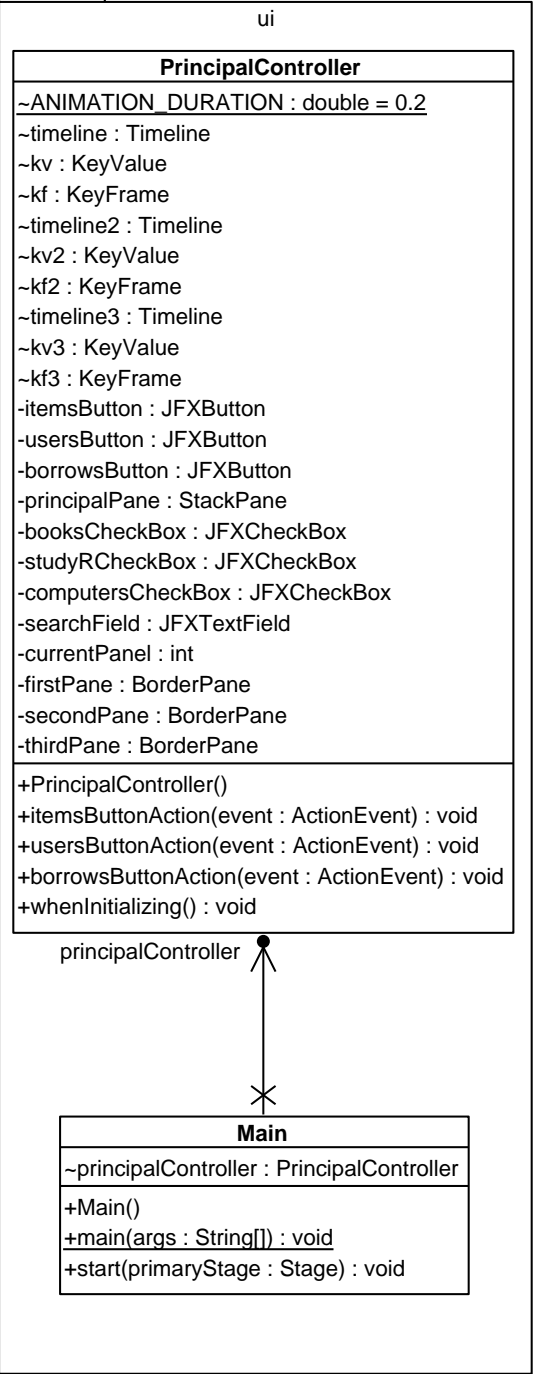 ui
PrincipalController
~ANIMATION_DURATION : double = 0.2
~timeline : Timeline
~kv : KeyValue
~kf : KeyFrame
~timeline2 : Timeline
~kv2 : KeyValue
~kf2 : KeyFrame
~timeline3 : Timeline
~kv3 : KeyValue
~kf3 : KeyFrame
-itemsButton : JFXButton
-usersButton : JFXButton
-borrowsButton : JFXButton
-principalPane : StackPane
-booksCheckBox : JFXCheckBox
-studyRCheckBox : JFXCheckBox
-computersCheckBox : JFXCheckBox
-searchField : JFXTextField
-currentPanel : int
-firstPane : BorderPane
-secondPane : BorderPane
-thirdPane : BorderPane
+PrincipalController()
+itemsButtonAction(event : ActionEvent) : void
+usersButtonAction(event : ActionEvent) : void
+borrowsButtonAction(event : ActionEvent) : void
+whenInitializing() : void
principalController
Main
~principalController : PrincipalController
+Main()
+main(args : String[]) : void
+start(primaryStage : Stage) : void